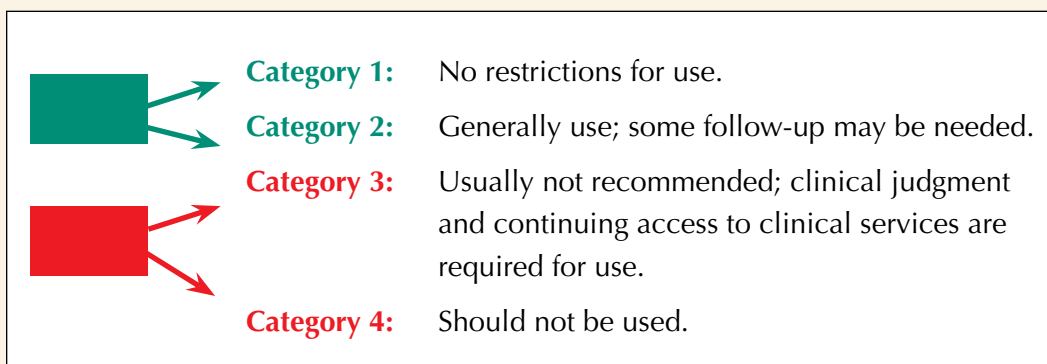 Category 1: No restrictions for use.
Category 2: Generally use; some follow-up may be needed.
Category 3: Usually not recommended; clinical judgment
and continuing access to clinical services are
required for use.
Category 4: Should not be used.